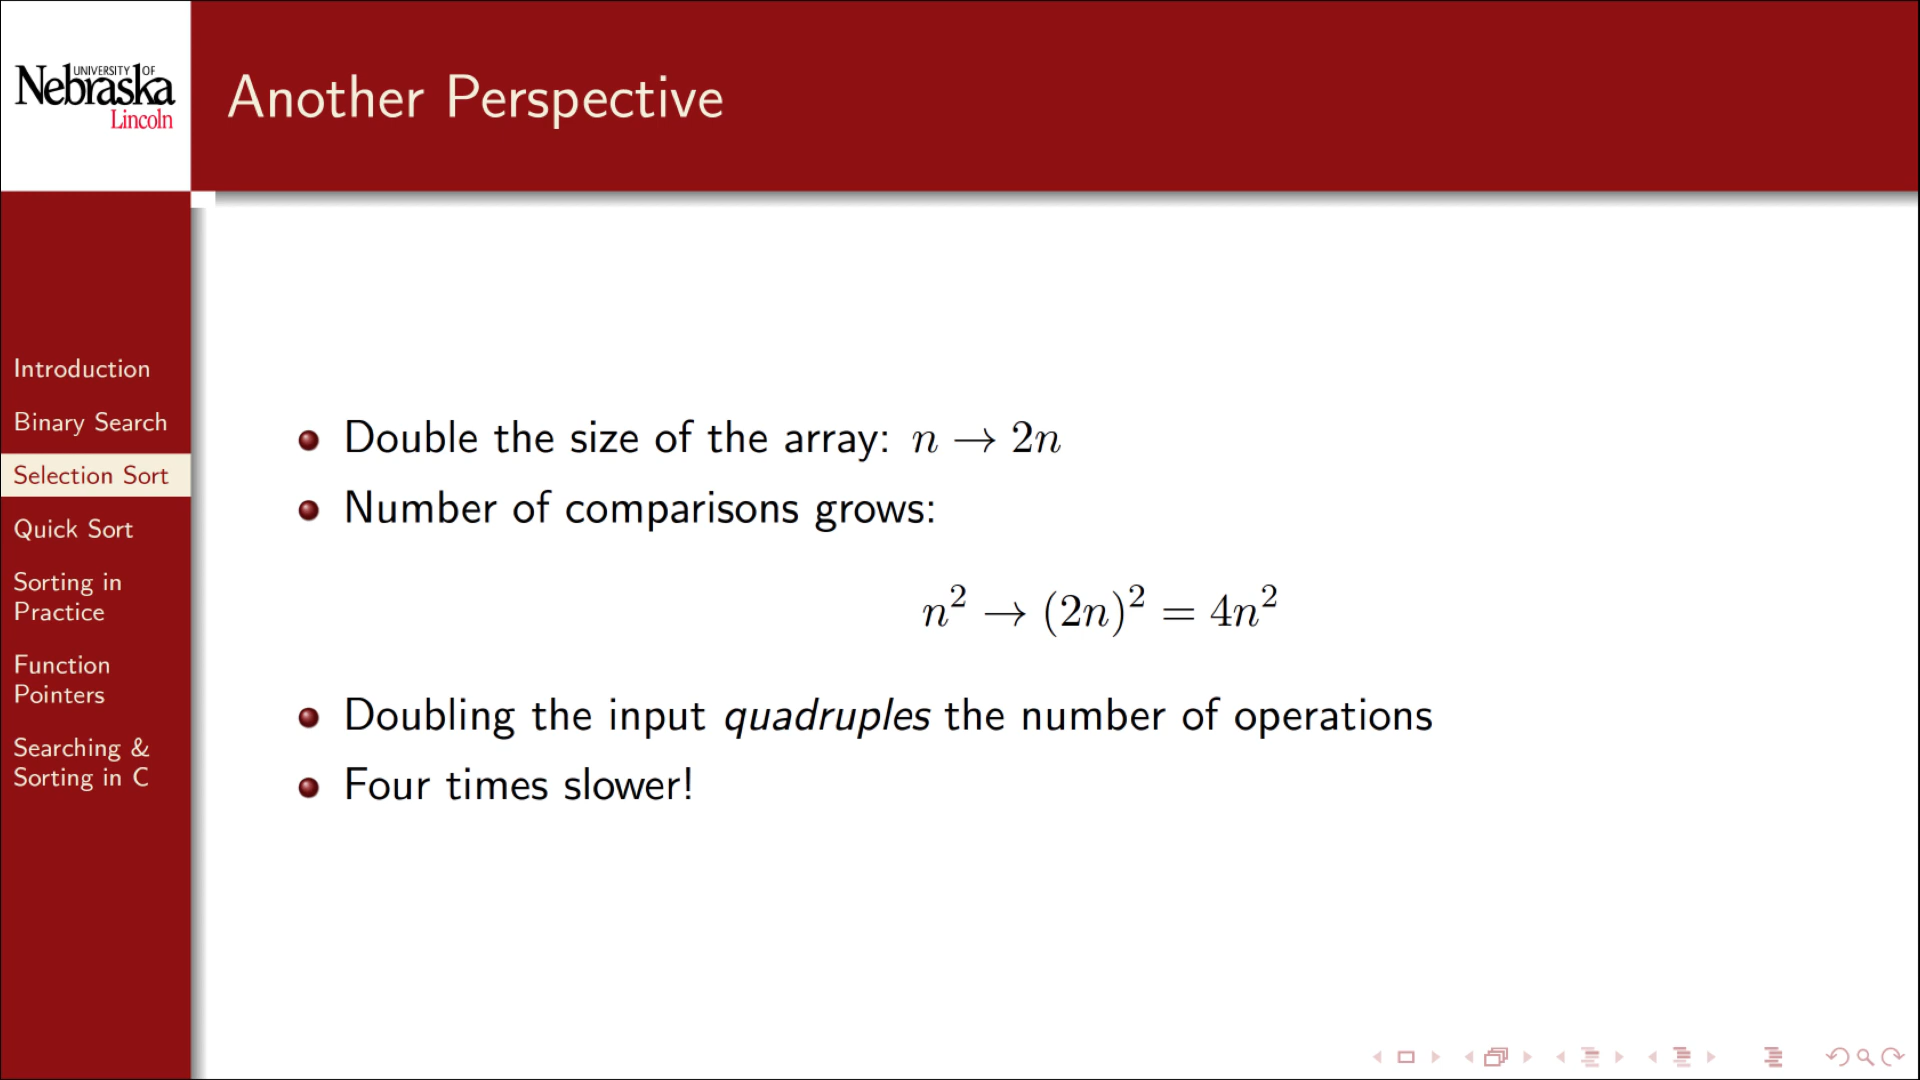 UNIVERSITY OF
Nebraska
Lincoln
Another Perspective
Introduction
Binary Search
Selection Sort
Quick Sort
Sorting in
Practice
Function
Pointers
Searching &
Sorting in C
Double the size of the array: n → 2n
Number of comparisons grows:
n² → (2n)² = 4n²
Doubling the input quadruples the number of operations
Four times slower!